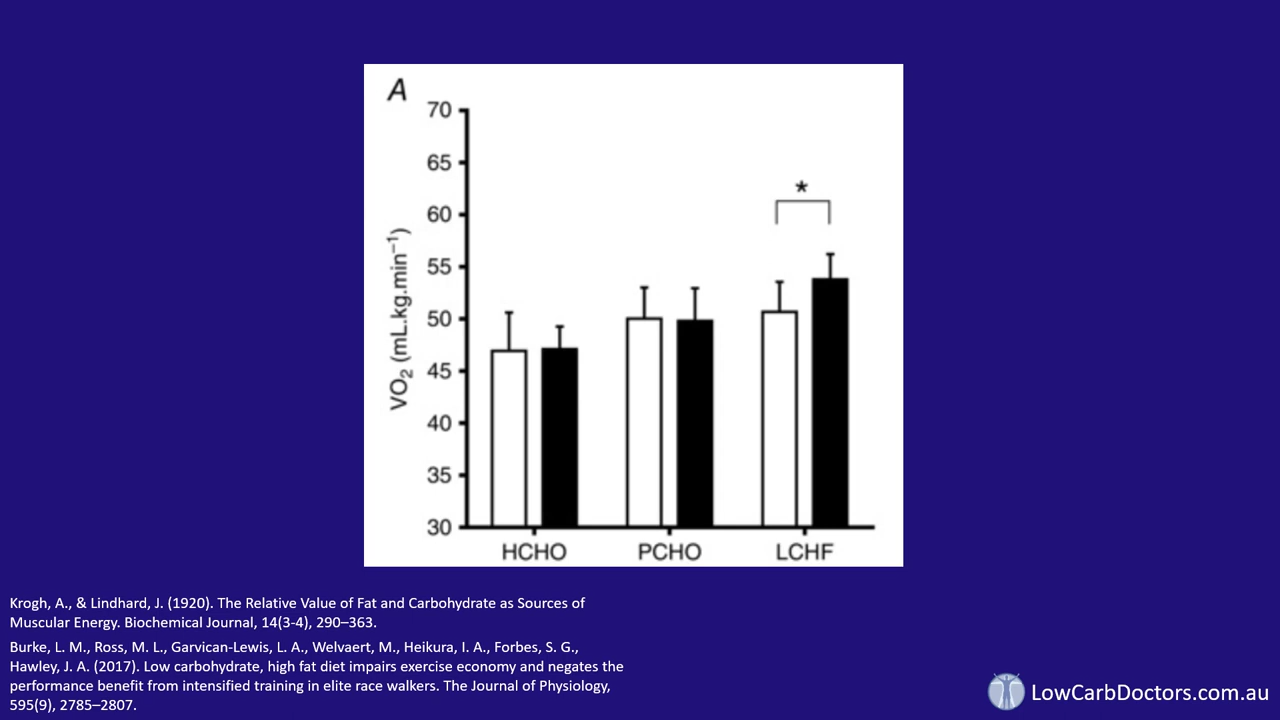 A
70
65
60
55
50
45
40
35
30
VO₂ (mL.kg.min⁻¹)
*
HCHO PCHO LCHF
Krogh, A., & Lindhard, J. (1920). The Relative Value of Fat and Carbohydrate as Sources of
Muscular Energy. Biochemical Journal, 14(3-4), 290–363.
Burke, L. M., Ross, M. L., Garvican-Lewis, L. A., Welvaert, M., Heikura, I. A., Forbes, S. G.,
Hawley, J. A. (2017). Low carbohydrate, high fat diet impairs exercise economy and negates the
performance benefit from intensified training in elite race walkers. The Journal of Physiology,
595(9), 2785–2807.
LowCarbDoctors.com.au